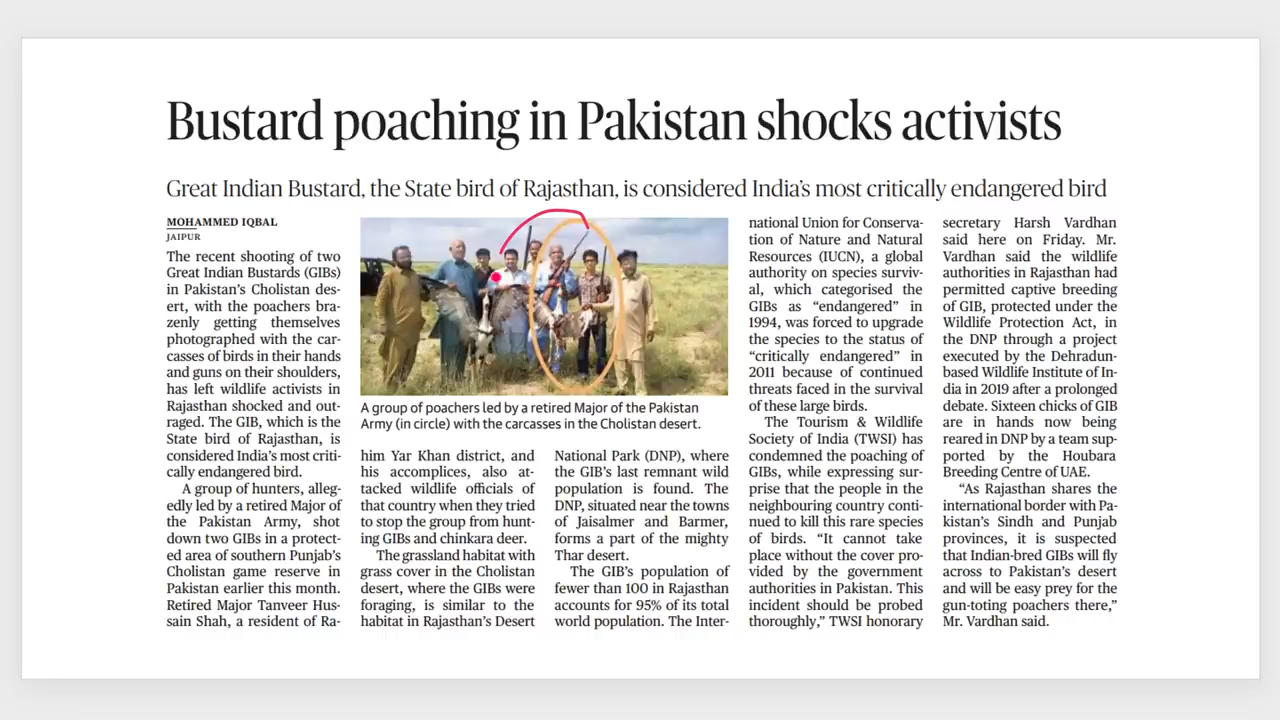 Bustard poaching in Pakistan shocks activists
Great Indian Bustard, the State bird of Rajasthan, is considered India's most critically endangered bird
MOHAMMED IQBAL
JAIPUR
The recent shooting of two
Great Indian Bustards (GIBs)
in Pakistan's Cholistan des-
ert, with the poachers bra-
zenly getting themselves
photographed with the car-
casses of birds in their hands
and guns on their shoulders,
has left wildlife activists in
Rajasthan shocked and out-
raged. The GIB, which is the
State bird of Rajasthan, is
considered India's most criti-
cally endangered bird.
A group of hunters, alleg-
edly led by a retired Major of
the Pakistan Army, shot
down two GIBs in a protect-
ed area of southern Punjab's
Cholistan game reserve in
Pakistan earlier this month.
Retired Major Tanveer Hus-
sain Shah, a resident of Ra-
A group of poachers led by a retired Major of the Pakistan
Army (in circle) with the carcasses in the Cholistan desert.
him Yar Khan district, and
his accomplices, also at-
tacked wildlife officials of
that country when they tried
to stop the group from hunt-
ing GIBs and chinkara deer.
The grassland habitat with
grass cover in the Cholistan
desert, where the GIBs were
foraging, is similar to the
habitat in Rajasthan's Desert
National Park (DNP), where
the GIB's last remnant wild
population is found. The
DNP, situated near the towns
of Jaisalmer and Barmer,
forms a part of the mighty
Thar desert.
The GIB's population of
fewer than 100 in Rajasthan
accounts for 95% of its total
world population. The Inter-
national Union for Conserva-
tion of Nature and Natural
Resources (IUCN), a global
authority on species surviv-
al, which categorised the
GIBs as "endangered" in
1994, was forced to upgrade
the species to the status of
"critically endangered" in
2011 because of continued
threats faced in the survival
of these large birds.
The Tourism & Wildlife
Society of India (TWSI) has
condemned the poaching of
GIBs, while expressing sur-
prise that the people in the
neighbouring country conti-
nued to kill this rare species
of birds. "It cannot take
place without the cover pro-
vided by the government
authorities in Pakistan. This
incident should be probed
thoroughly," TWSI honorary
secretary Harsh Vardhan
said here on Friday. Mr.
Vardhan said the wildlife
authorities in Rajasthan had
permitted captive breeding
of GIB, protected under the
Wildlife Protection Act, in
the DNP through a project
executed by the Dehradun-
based Wildlife Institute of In-
dia in 2019 after a prolonged
debate. Sixteen chicks of GIB
are in hands now being
reared in DNP by a team sup-
ported by the Houbara
Breeding Centre of UAE.
"As Rajasthan shares the
international border with Pa-
kistan's Sindh and Punjab
provinces, it is suspected
that Indian-bred GIBs will fly
across to Pakistan's desert
and will be easy prey for the
gun-toting poachers there,"
Mr. Vardhan said.